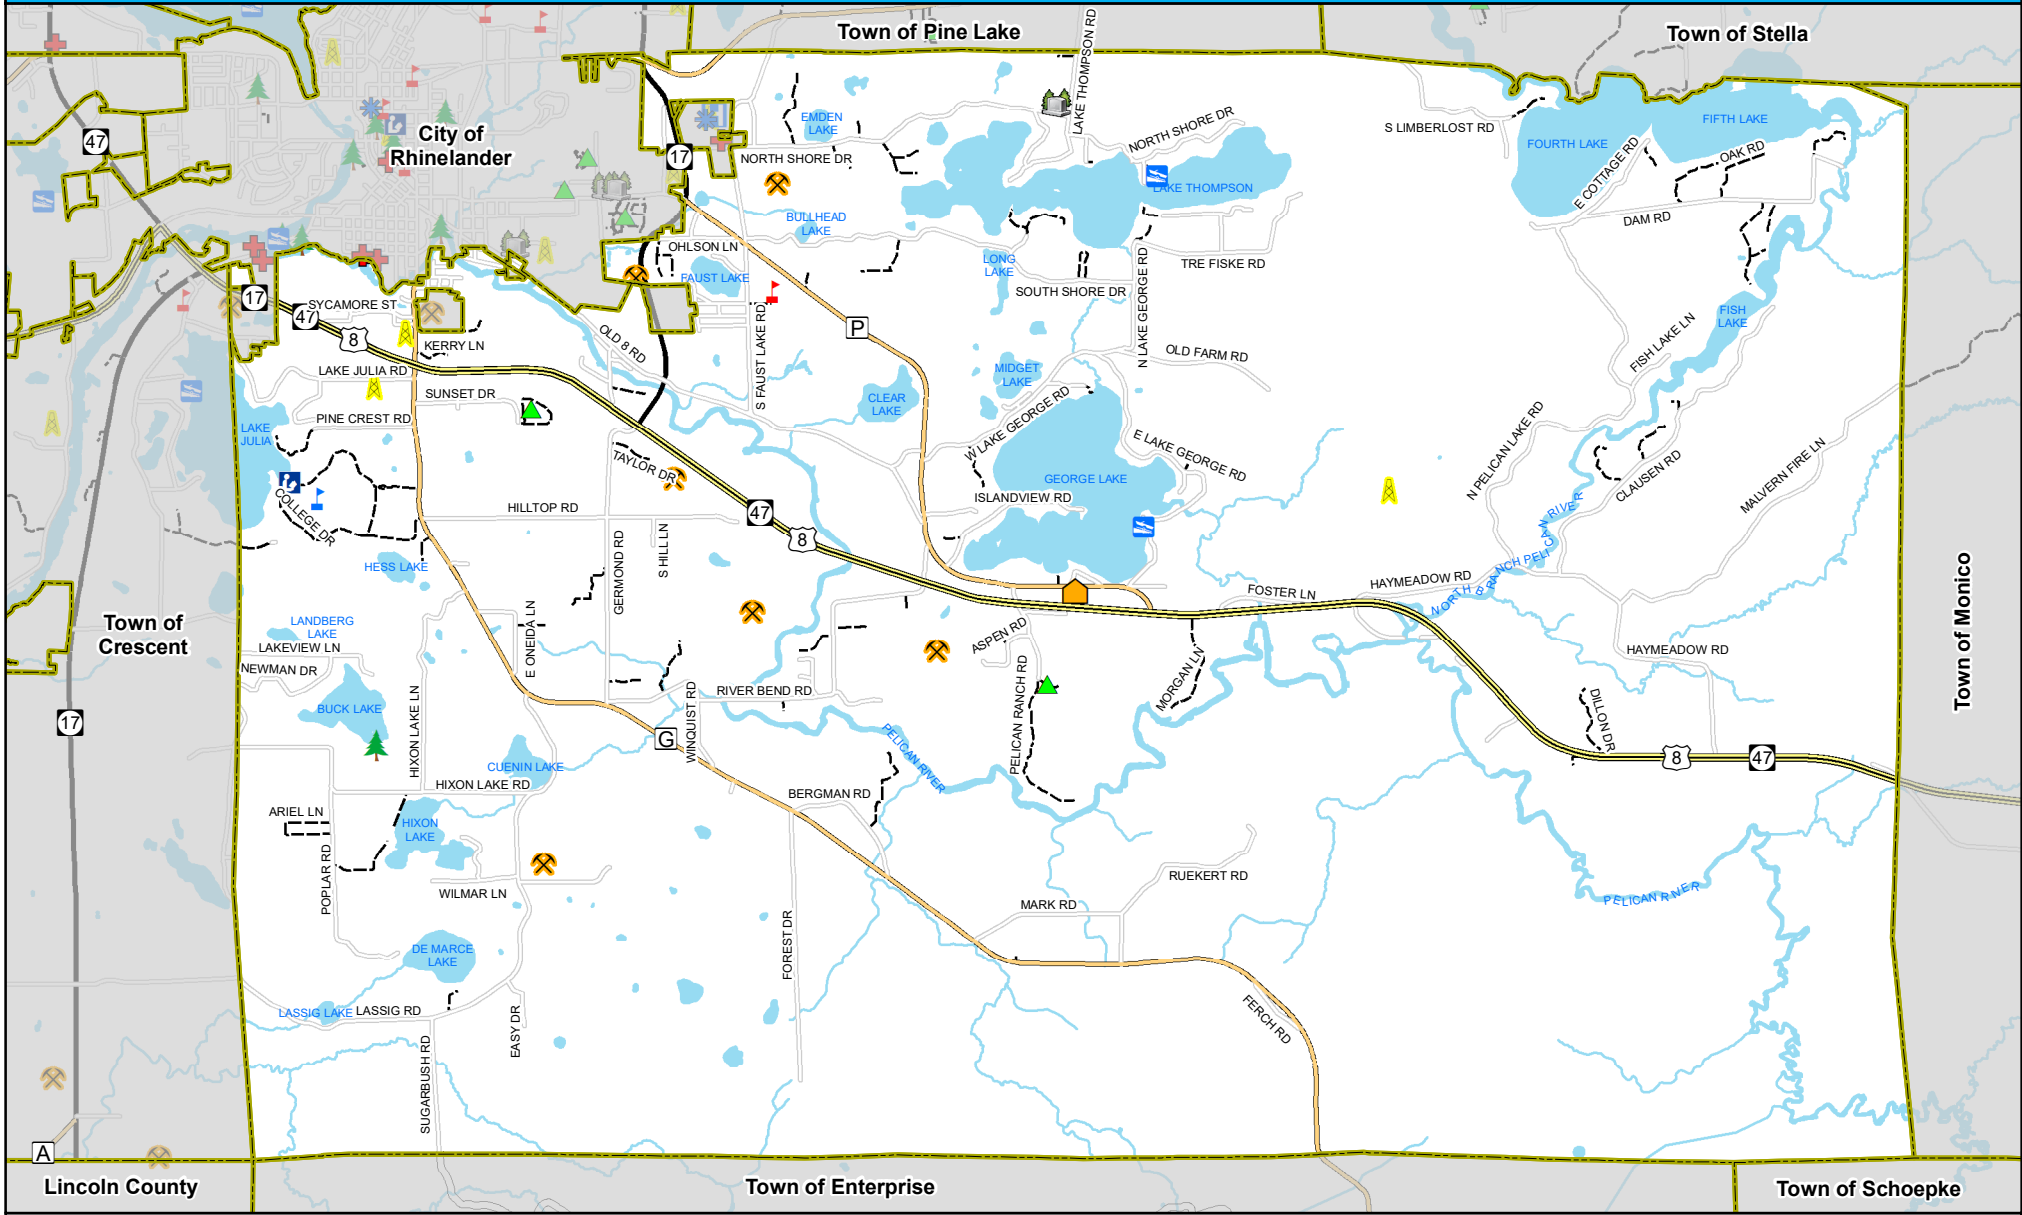 Town of Pine Lake
Town of Stella
LAKE THOMPSON RD
47
City of
Rhinelander
17
EMDEN
LAKE
NORTH SHORE DR
NORTH SHORE DR
S LIMBERLOST RD
FOURTH LAKE
FIFTH LAKE
E COTTAGE RD
OAK RD
LAKE THOMPSON
DAM RD
BULLHEAD
LAKE
OHLSON LN
FAUST LAKE
LONG
LAKE
TRE FISKE RD
SOUTH SHORE DR
N LAKE GEORGE RD
17
SYCAMORE ST
47
8
KERRY LN
OLD 8 RD
S FAUST LAKE RD
P
FISH
LAKE
FISH LAKE LN
OLD FARM RD
LAKE JULIA RD
SUNSET DR
MIDGET
LAKE
CLEAR
LAKE
W LAKE GEORGE RD
PINE CREST RD
LAKE
JULIA
N PELICAN LAKE RD
E LAKE GEORGE RD
TAYLOR DR
GEORGE LAKE
CLAUSEN RD
MALVERN FIRE LN
COLLEGE DR
ISLANDVIEW RD
HILLTOP RD
47
8
GERMOND RD
S HILL LN
NORTH BRANCH PELICAN RIVER
HESS LAKE
HAYMEADOW RD
FOSTER LN
Town of
Crescent
LANDBERG
LAKE
LAKEVIEW LN
NEWMAN DR
E ONEIDA LN
ASPEN RD
PELICAN RANCH RD
MORGAN LN
HAYMEADOW RD
Town of Monico
17
BUCK LAKE
HIXON LAKE LN
RIVER BEND RD
WINQUIST RD
G
PELICAN RIVER
DILLON DR
8
47
CUENIN LAKE
HIXON LAKE RD
BERGMAN RD
ARIEL LN
HIXON
LAKE
POPLAR RD
WILMAR LN
RUEKERT RD
MARK RD
PELICAN RIVER
DE MARCE
LAKE
FOREST DR
LASSIG LAKE
LASSIG RD
EASY DR
FERCH RD
SUGARBUSH RD
A
Lincoln County
Town of Enterprise
Town of Schoepke